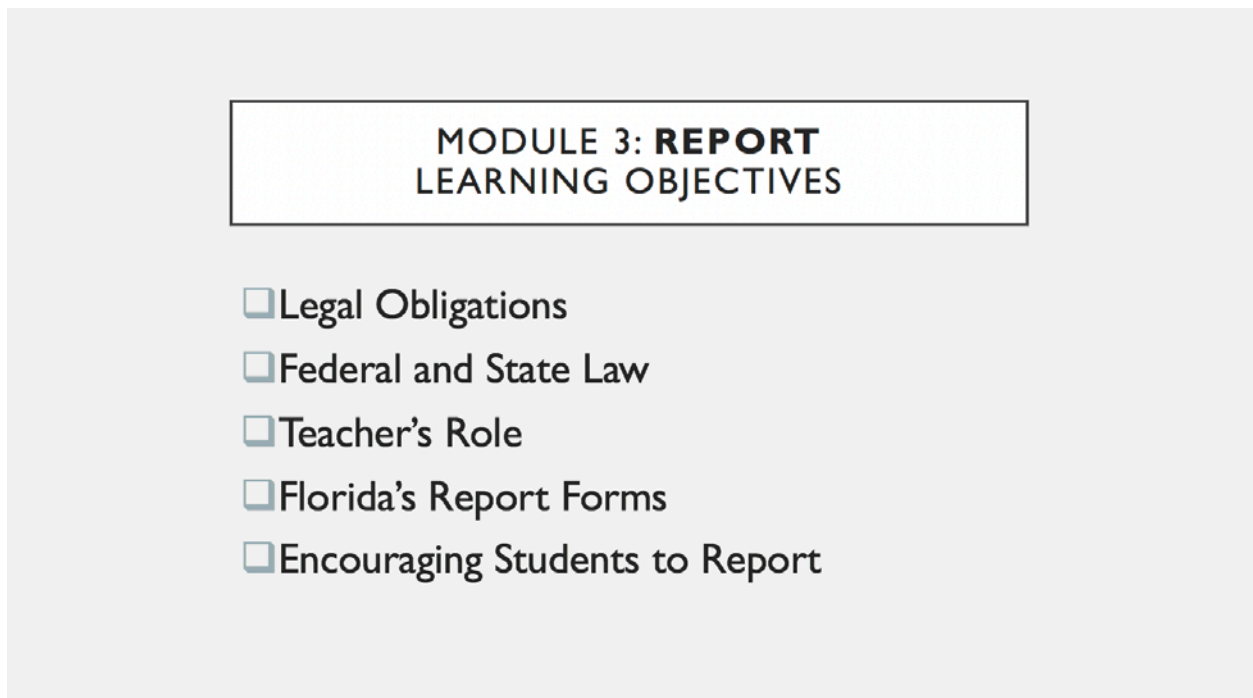 MODULE 3: REPORT
LEARNING OBJECTIVES
Legal Obligations
Federal and State Law
Teacher’s Role
Florida’s Report Forms
Encouraging Students to Report